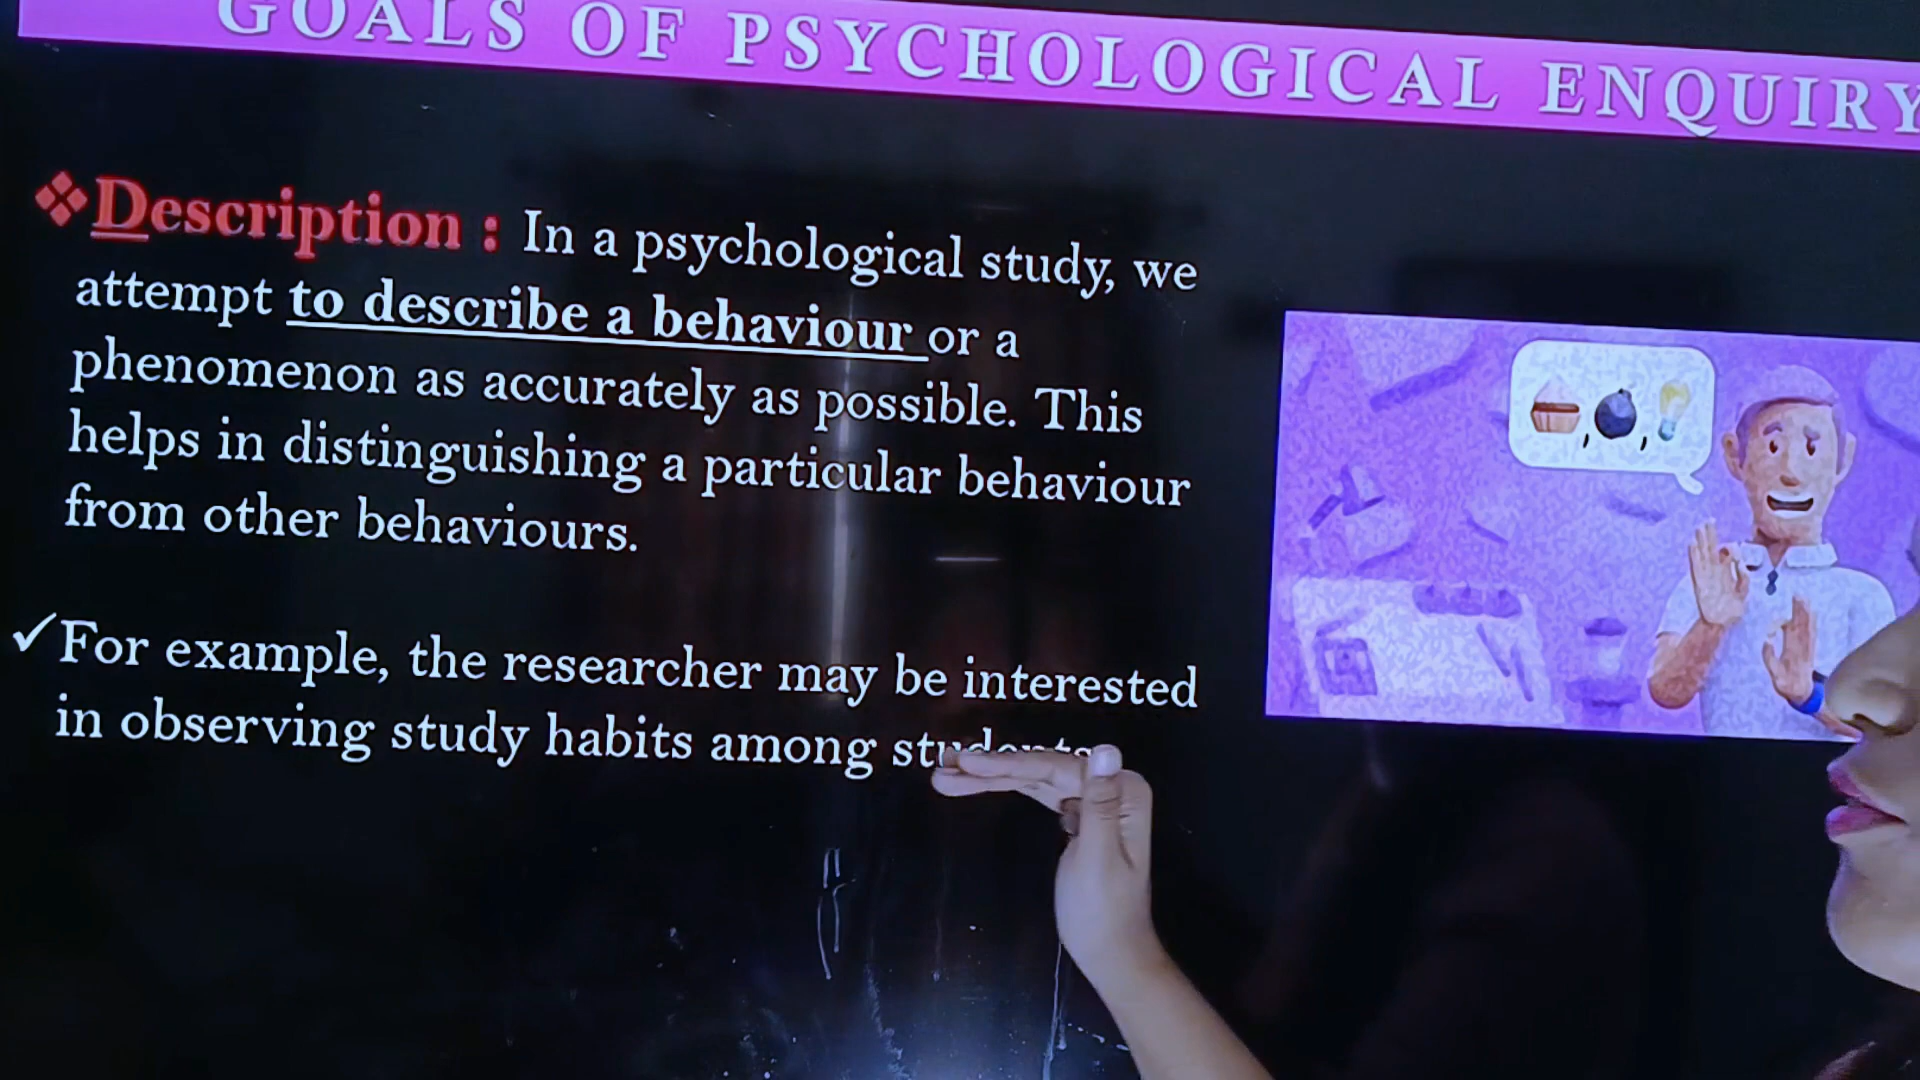 GOALS OF PSYCHOLOGICAL ENQUIRY
❖Description : In a psychological study, we
attempt to describe a behaviour or a
phenomenon as accurately as possible. This
helps in distinguishing a particular behaviour
from other behaviours.
✓For example, the researcher may be interested
in observing study habits among students